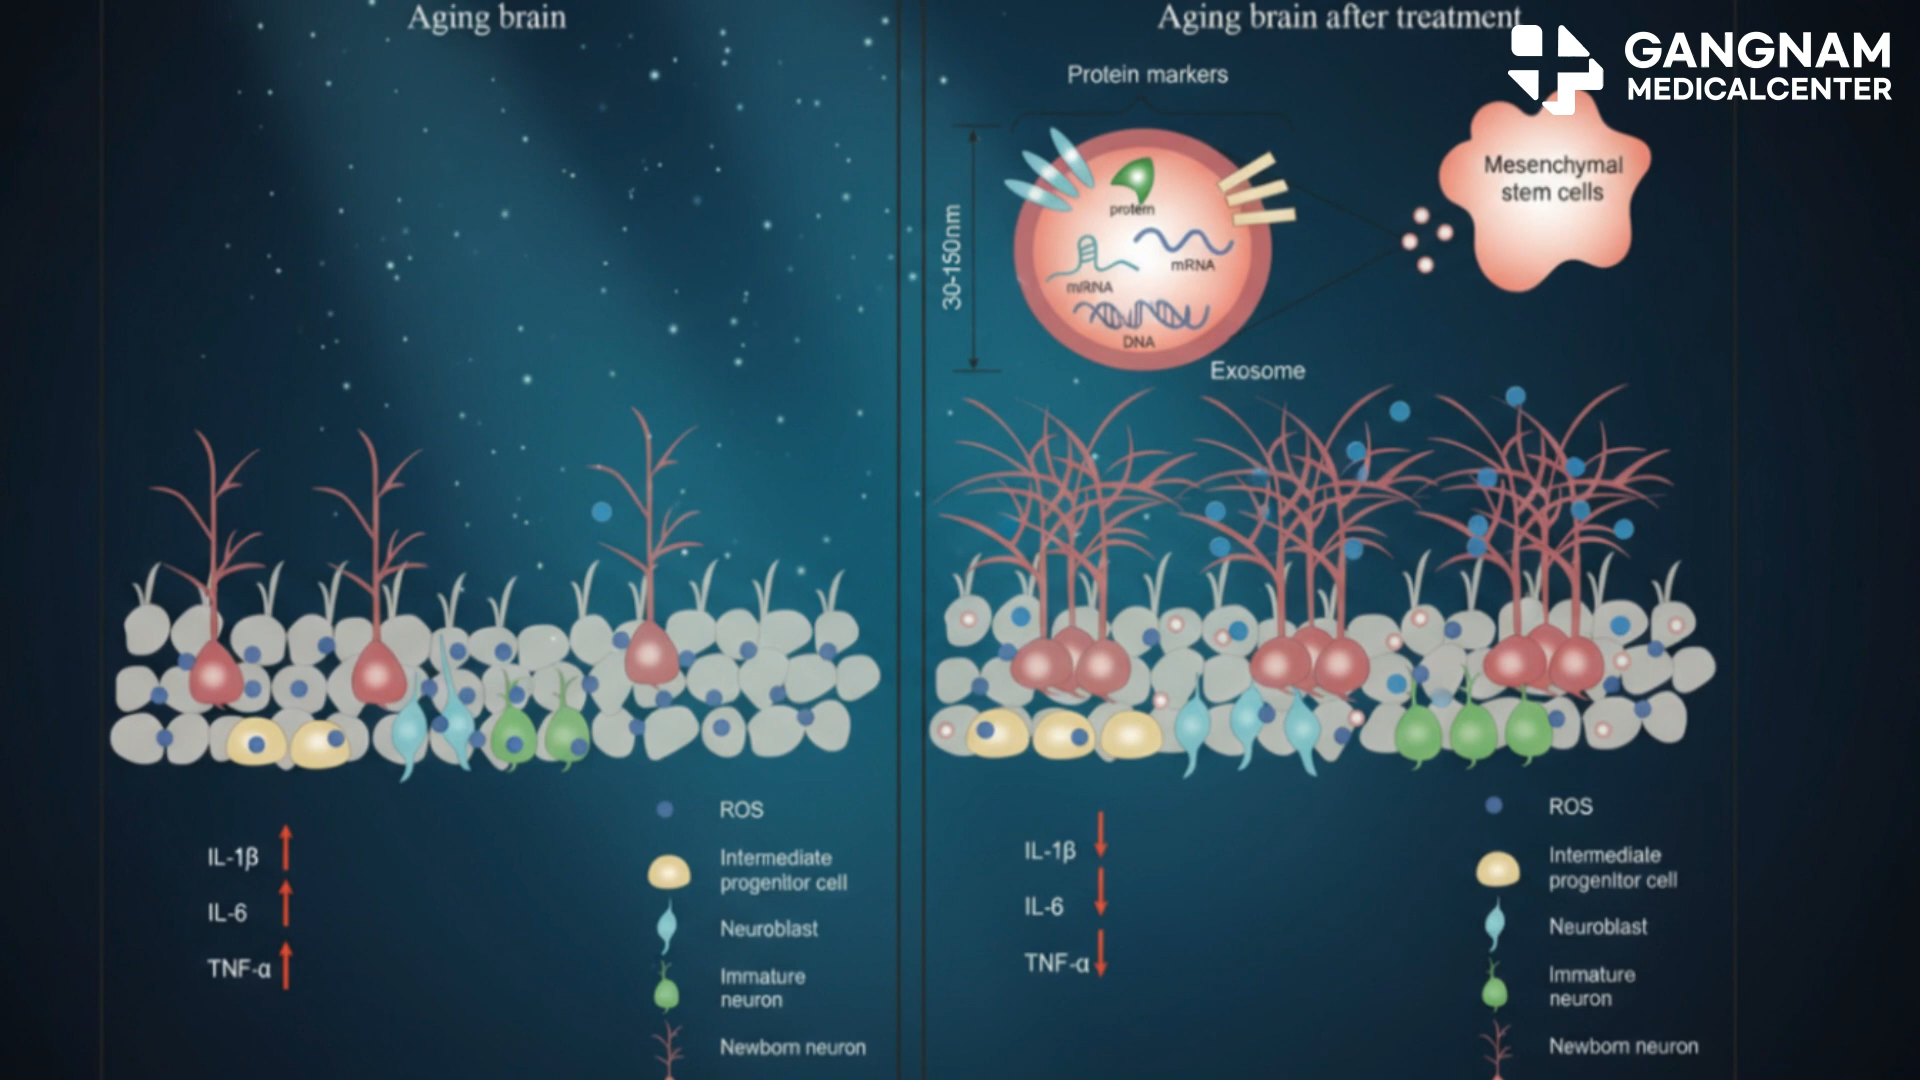 Aging brain
Aging brain after treatment
GANGNAM
MEDICALCENTER
Protein markers
30-150nm
protein
mRNA
miRNA
DNA
Exosome
Mesenchymal
stem cells
IL-1β
IL-6
TNF-α
ROS
Intermediate
progenitor cell
Neuroblast
Immature
neuron
Newborn neuron
IL-1β
IL-6
TNF-α
ROS
Intermediate
progenitor cell
Neuroblast
Immature
neuron
Newborn neuron